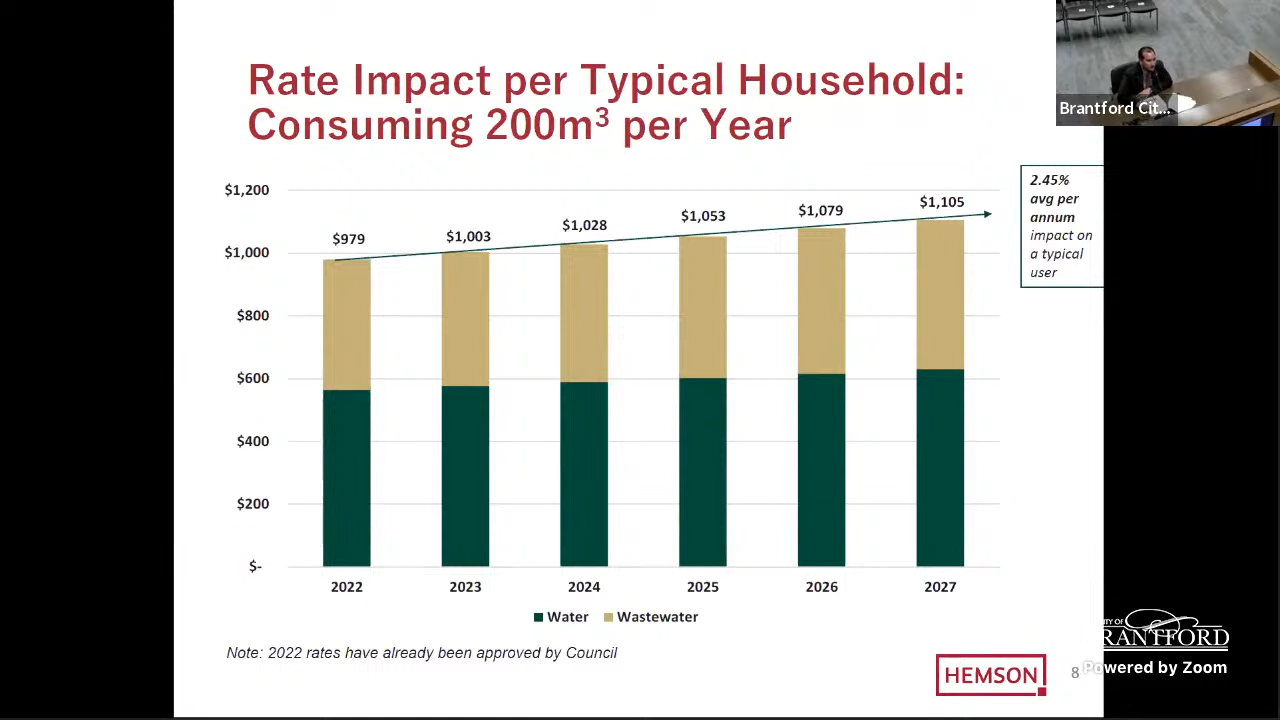 Rate Impact per Typical Household:
Consuming 200m³ per Year
Brantford Cit...
$1,200
$1,000
$800
$600
$400
$200
$-
$979
$1,003
$1,028
$1,053
$1,079
$1,105
2.45%
avg per
annum
impact on
a typical
user
2022
2023
2024
2025
2026
2027
Water
Wastewater
Note: 2022 rates have already been approved by Council
HEMSON
8
RANTFORD
Powered by Zoom